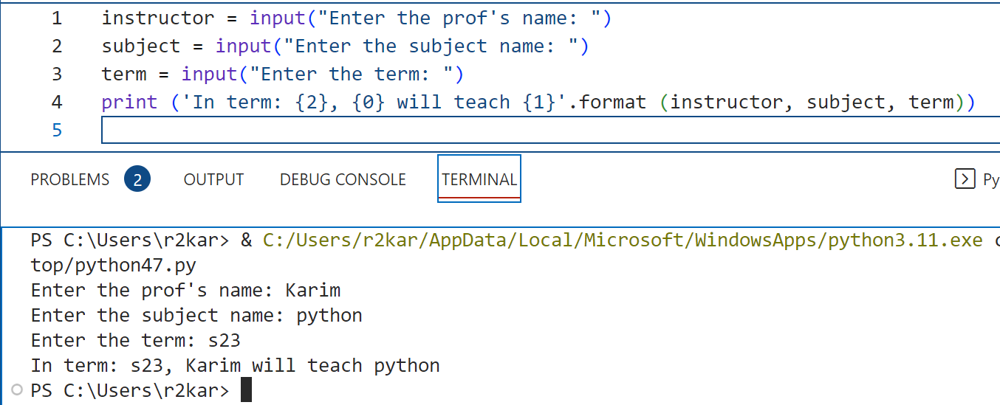 1 instructor = input("Enter the prof's name: ")
2 subject = input("Enter the subject name: ")
3 term = input("Enter the term: ")
4 print ('In term: {2}, {0} will teach {1}'.format (instructor, subject, term))
5
PROBLEMS 2 OUTPUT DEBUG CONSOLE TERMINAL Py
PS C:\Users\r2kar> & C:/Users/r2kar/AppData/Local/Microsoft/WindowsApps/python3.11.exe
top/python47.py
Enter the prof's name: Karim
Enter the subject name: python
Enter the term: s23
In term: s23, Karim will teach python
PS C:\Users\r2kar>